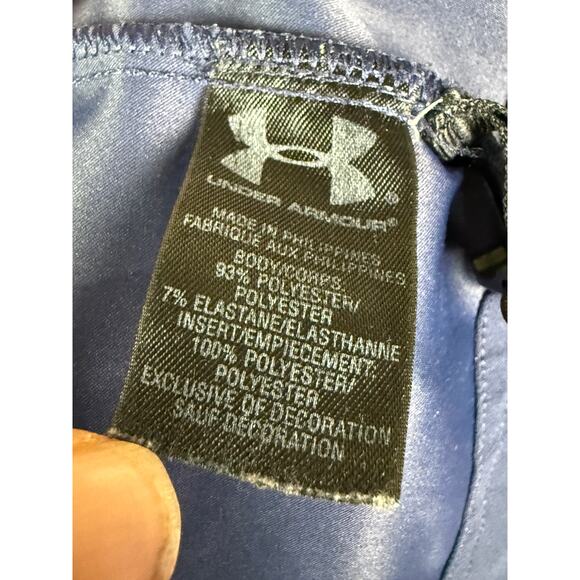 UNDER ARMOUR®
MADE IN PHILIPPINES
FABRIQUE AUX PHILIPPINES
BODY/CORPS
93% POLYESTER/
POLYESTER
7% ELASTANE/ELASTHANNE
INSERT/EMPIECEMENT
100% POLYESTER/
POLYESTER
EXCLUSIVE OF DECORATION
SAUF DECORATION